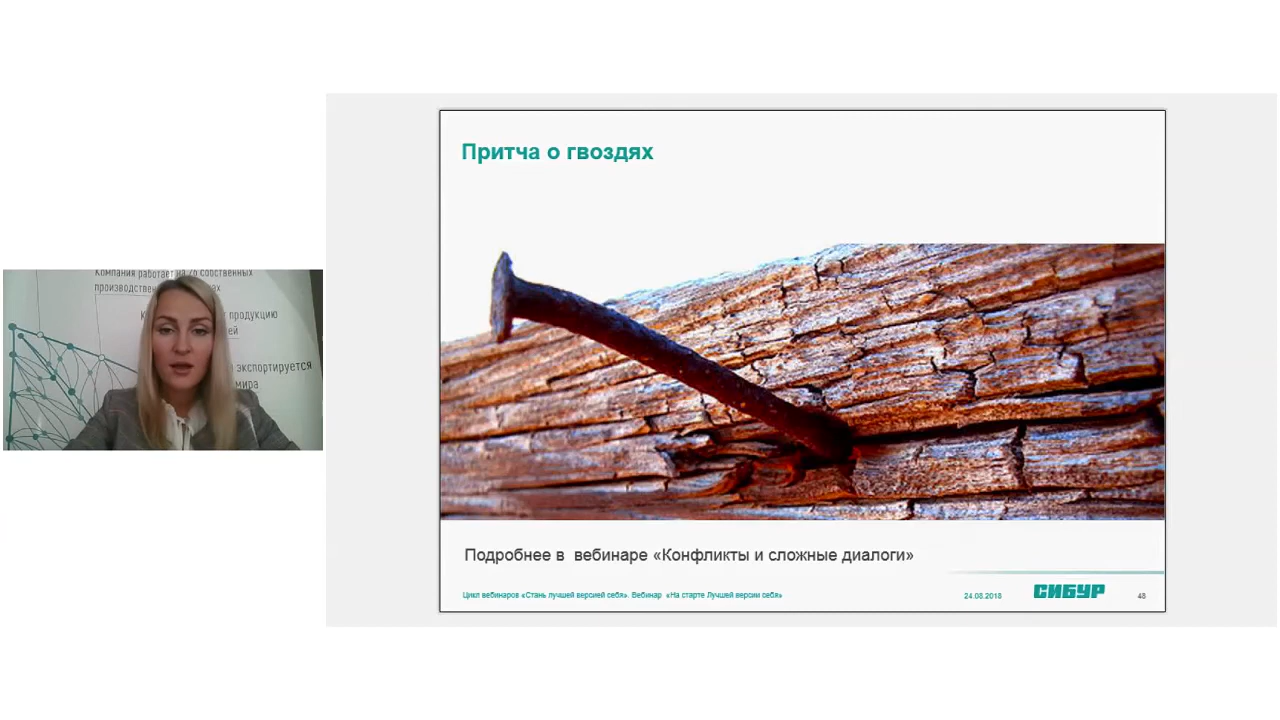 Компания работает на
собственных
производствен
продукцию
экспортируется
мира
Притча о гвоздях
Подробнее в вебинаре «Конфликты и сложные диалоги»
Цикл вебинаров «Стань лучшей версией себя». Вебинар «На старте Лучшей версии себя»
24.08.2018
СИБУР
48